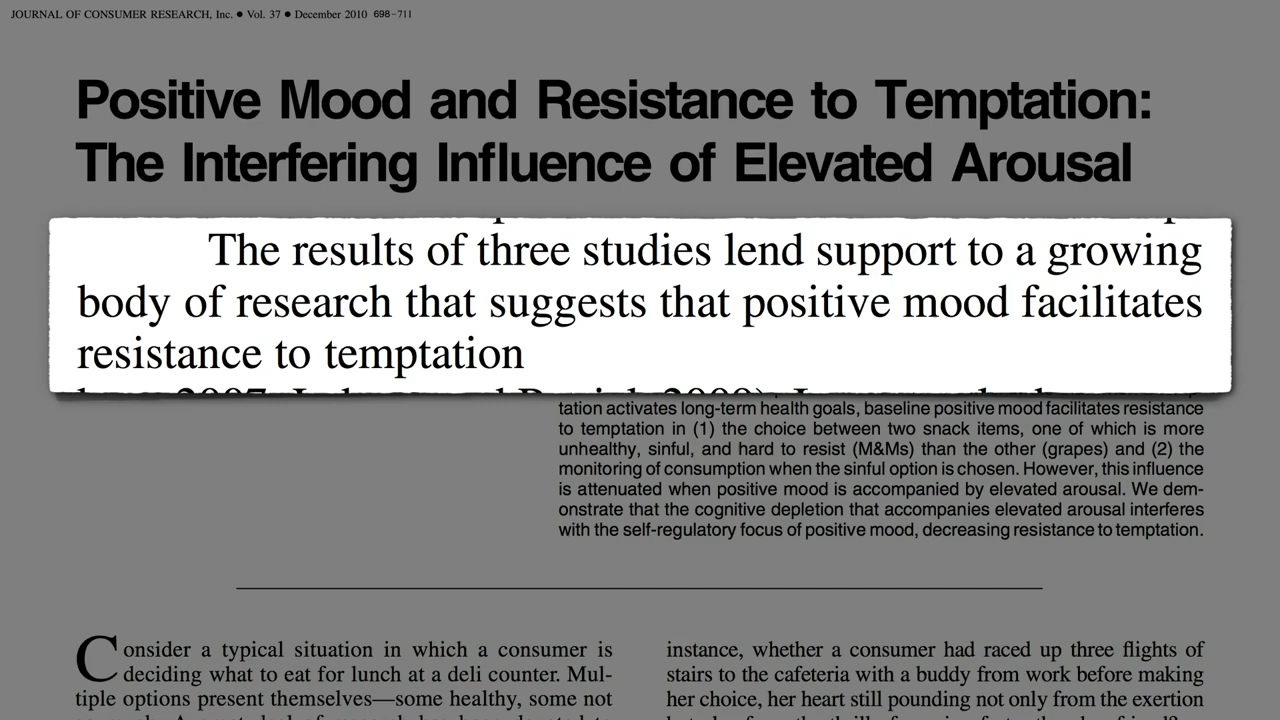 JOURNAL OF CONSUMER RESEARCH, Inc. ● Vol. 37 ● December 2010 698–711
Positive Mood and Resistance to Temptation:
The Interfering Influence of Elevated Arousal
The results of three studies lend support to a growing
body of research that suggests that positive mood facilitates
resistance to temptation
tation activates long-term health goals, baseline positive mood facilitates resistance
to temptation in (1) the choice between two snack items, one of which is more
unhealthy, sinful, and hard to resist (M&Ms) than the other (grapes) and (2) the
monitoring of consumption when the sinful option is chosen. However, this influence
is attenuated when positive mood is accompanied by elevated arousal. We dem-
onstrate that the cognitive depletion that accompanies elevated arousal interferes
with the self-regulatory focus of positive mood, decreasing resistance to temptation.
Consider a typical situation in which a consumer is
deciding what to eat for lunch at a deli counter. Mul-
tiple options present themselves—some healthy, some not
instance, whether a consumer had raced up three flights of
stairs to the cafeteria with a buddy from work before making
her choice, her heart still pounding not only from the exertion